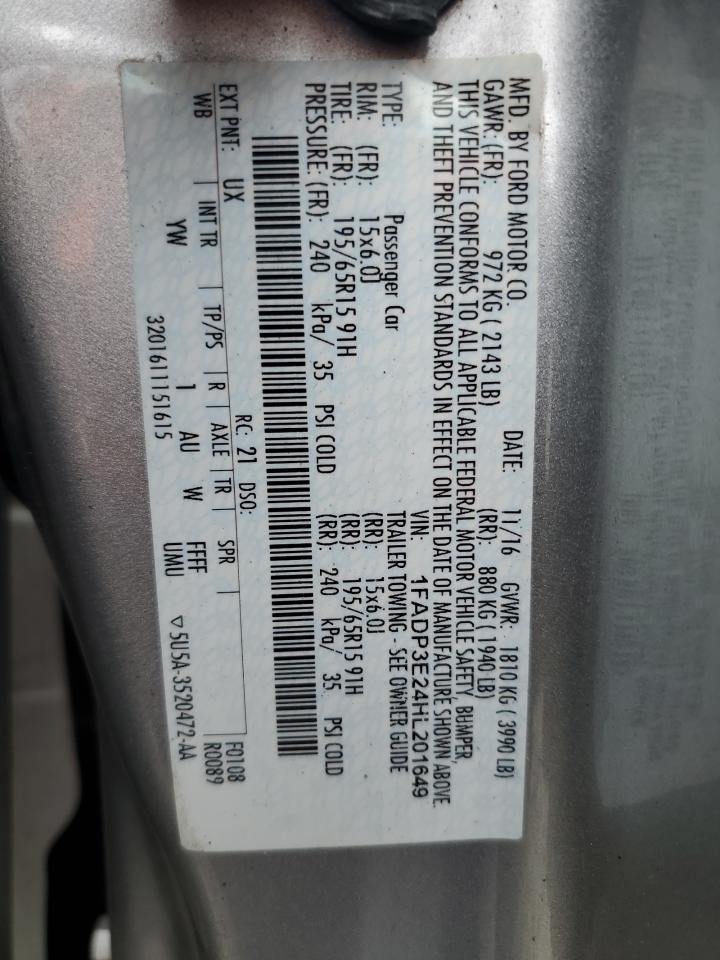 MFD. BY FORD MOTOR CO. DATE: 11/16 GVWR: 1810 KG ( 3990 LB)
GAWR: (FR): 972 KG ( 2143 LB) (RR): 880 KG ( 1940 LB)
THIS VEHICLE CONFORMS TO ALL APPLICABLE FEDERAL MOTOR VEHICLE SAFETY, BUMPER,
AND THEFT PREVENTION STANDARDS IN EFFECT ON THE DATE OF MANUFACTURE SHOWN ABOVE.
VIN: 1FADP3E24HL201649
TYPE: Passenger Car TRAILER TOWING - SEE OWNER GUIDE
RIM: (FR): 15x6.0J (RR): 15x6.0J
TIRE: (FR): 195/65R15 91H (RR): 195/65R15 91H
PRESSURE: (FR): 240 kPa/ 35 PSI COLD (RR): 240 kPa/ 35 PSI COLD
RC: 21 DSO:
EXT PNT: UX F0108
WB INT TR TP/PS R AXLE TR SPR R0089
YW 1 AU W FFFF
UMU ▽5U5A-3520472-AA
3201611151615